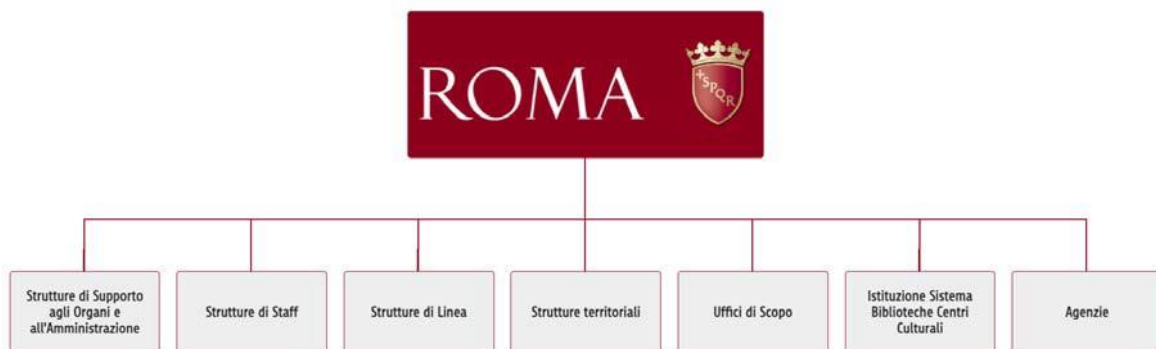 ROMA
SPQR
Strutture di Supporto
agli Organi e
all'Amministrazione
Strutture di Staff
Strutture di Linea
Strutture territoriali
Uffici di Scopo
Istituzione Sistema
Biblioteche Centri
Culturali
Agenzie